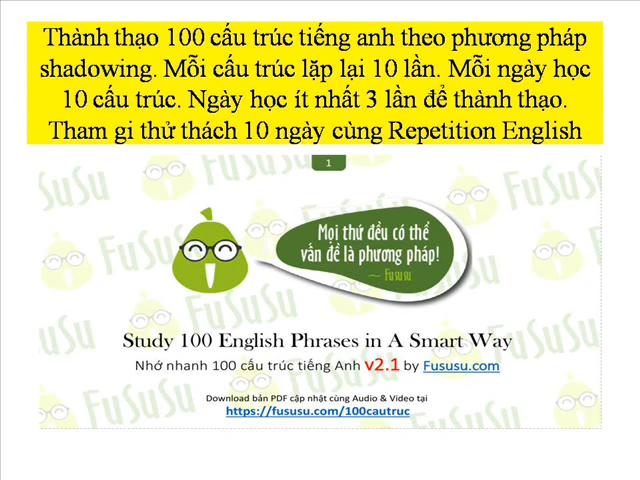 Thành thạo 100 cấu trúc tiếng anh theo phương pháp
shadowing. Mỗi cấu trúc lặp lại 10 lần. Mỗi ngày học
10 cấu trúc. Ngày học ít nhất 3 lần để thành thạo.
Tham gi thử thách 10 ngày cùng Repetition English
1
FuSuSu
FuSuSu
Mọi thứ đều có thể
vấn đề là phương pháp!
~ Fususu
FuSuSu
Study 100 English Phrases in A Smart Way
Nhớ nhanh 100 cấu trúc tiếng Anh v2.1 by Fususu.com
FuSuSu
Download bản PDF cập nhật cùng Audio & Video tại
https://fususu.com/100cautruc